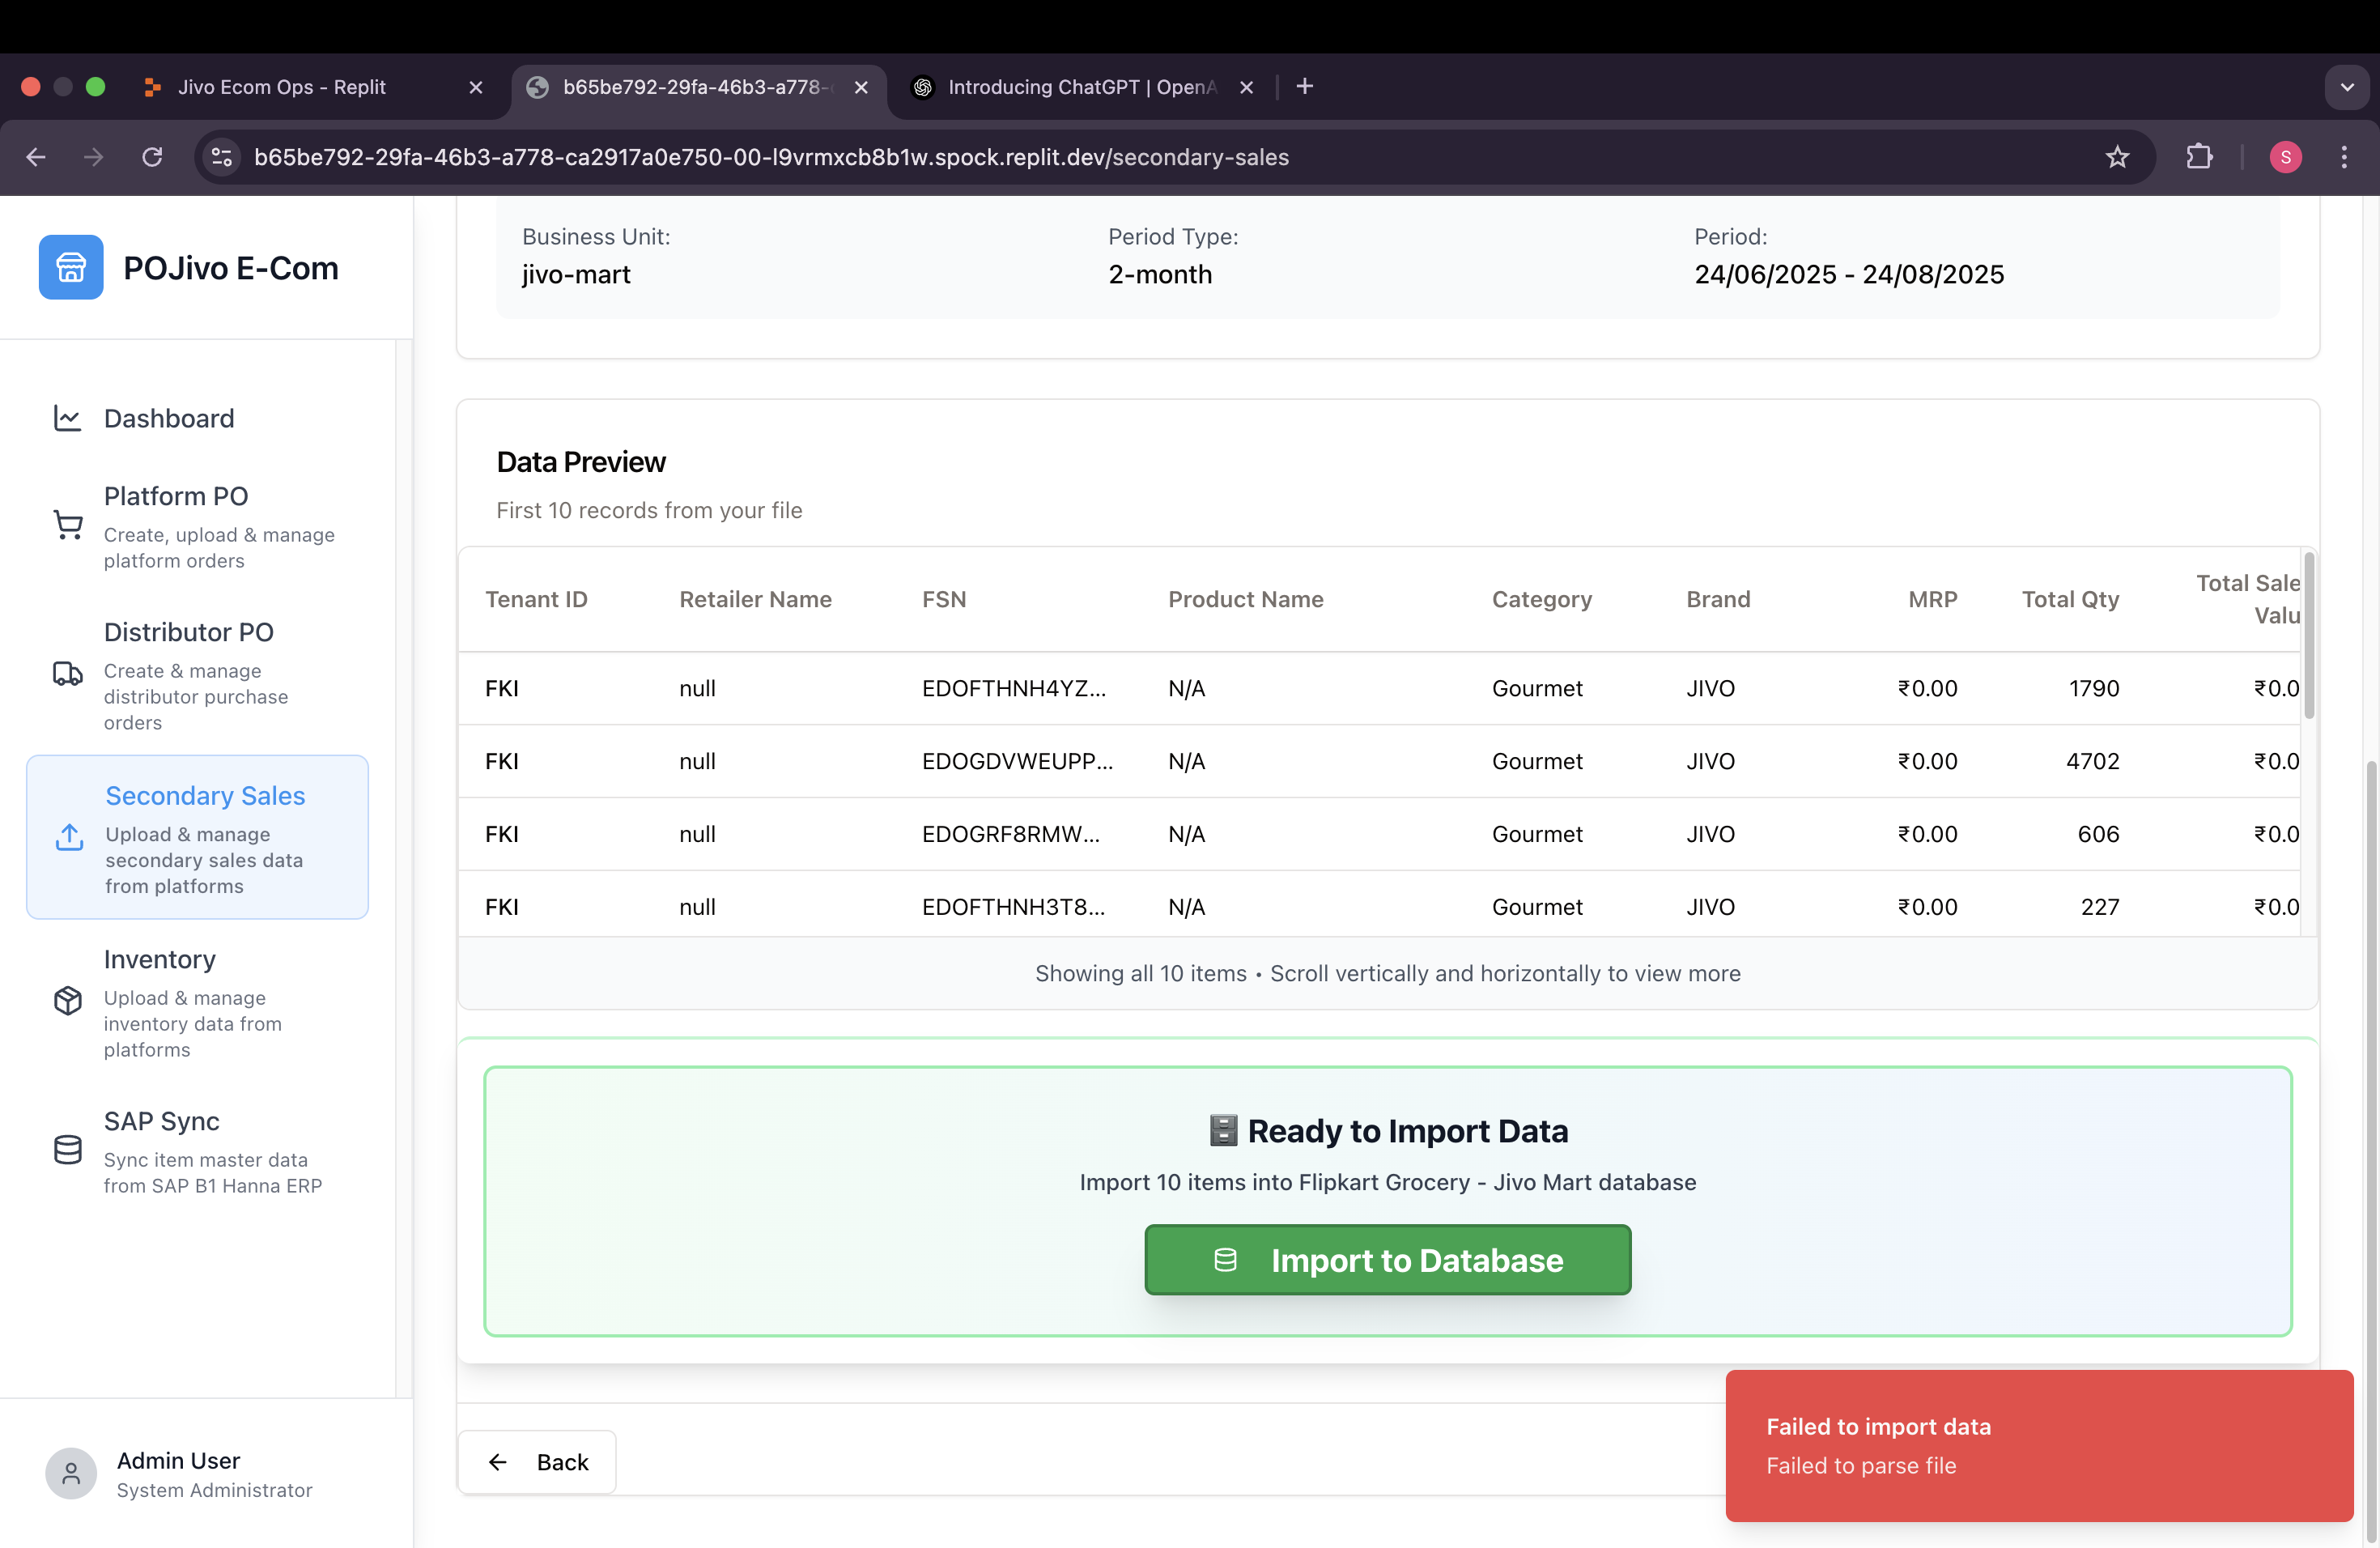 Jivo Ecom Ops - Replit
b65be792-29fa-46b3-a778-
Introducing ChatGPT | OpenA
b65be792-29fa-46b3-a778-ca2917a0e750-00-l9vrmxcb8b1w.spock.replit.dev/secondary-sales
S
POJivo E-Com
Dashboard
Platform PO
Create, upload & manage
platform orders
Distributor PO
Create & manage
distributor purchase
orders
Secondary Sales
Upload & manage
secondary sales data
from platforms
Inventory
Upload & manage
inventory data from
platforms
SAP Sync
Sync item master data
from SAP B1 Hanna ERP
Admin User
System Administrator
Business Unit: Period Type: Period:
jivo-mart 2-month 24/06/2025 - 24/08/2025
Data Preview
First 10 records from your file
Tenant ID Retailer Name FSN Product Name Category Brand MRP Total Qty Total Sale
Valu
FKI null EDOFTHNH4YZ... N/A Gourmet JIVO ₹0.00 1790 ₹0.0
FKI null EDOGDVWEUPP... N/A Gourmet JIVO ₹0.00 4702 ₹0.0
FKI null EDOGRF8RMW... N/A Gourmet JIVO ₹0.00 606 ₹0.0
FKI null EDOFTHNH3T8... N/A Gourmet JIVO ₹0.00 227 ₹0.0
Showing all 10 items • Scroll vertically and horizontally to view more
Ready to Import Data
Import 10 items into Flipkart Grocery - Jivo Mart database
Import to Database
Back
Failed to import data
Failed to parse file